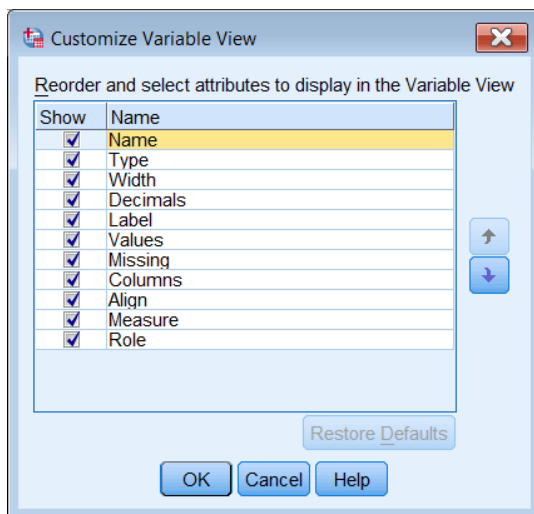 Customize Variable View
Reorder and select attributes to display in the Variable View
Show Name
Name
Type
Width
Decimals
Label
Values
Missing
Columns
Align
Measure
Role
Restore Defaults
OK Cancel Help